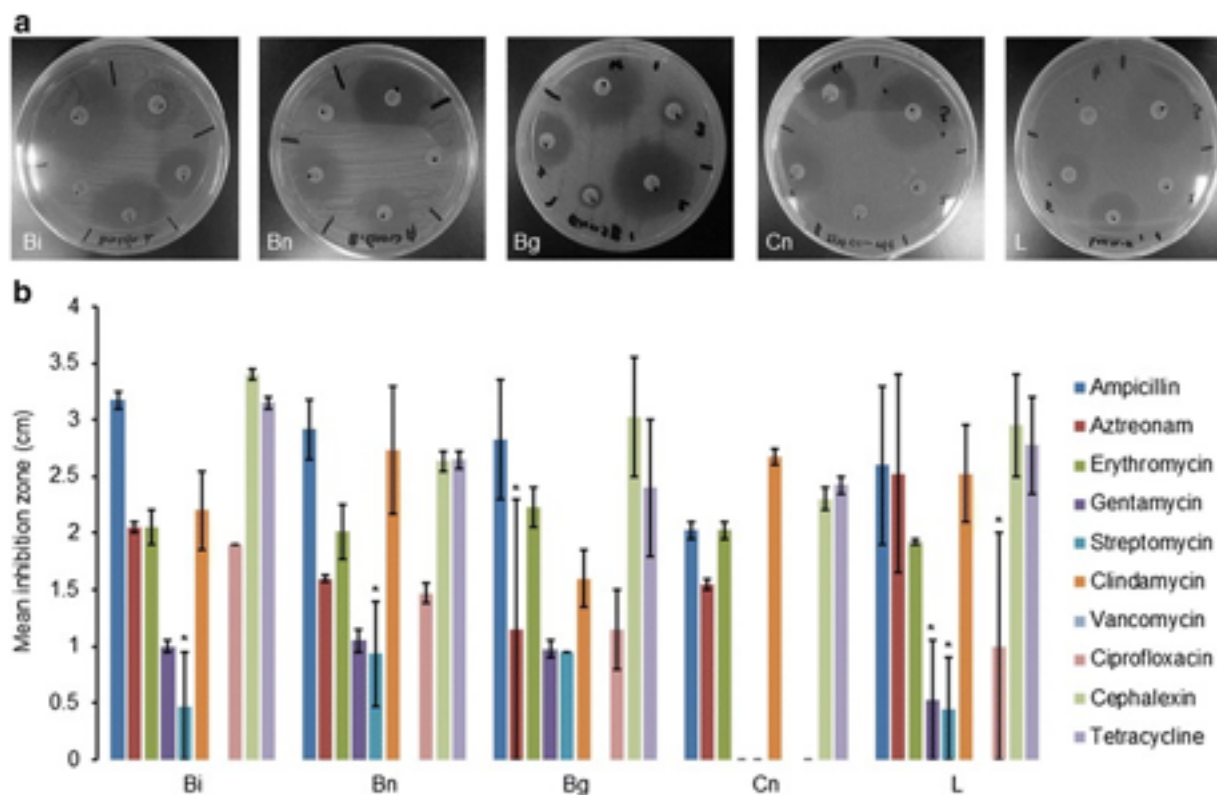 a
Bi
Bn
Bg
Cn
L
b
Mean inhibition zone (cm)
4
3.5
3
2.5
2
1.5
1
0.5
0
*
*
*
*
*
*
Bi
Bn
Bg
Cn
L
Ampicillin
Aztreonam
Erythromycin
Gentamycin
Streptomycin
Clindamycin
Vancomycin
Ciprofloxacin
Cephalexin
Tetracycline